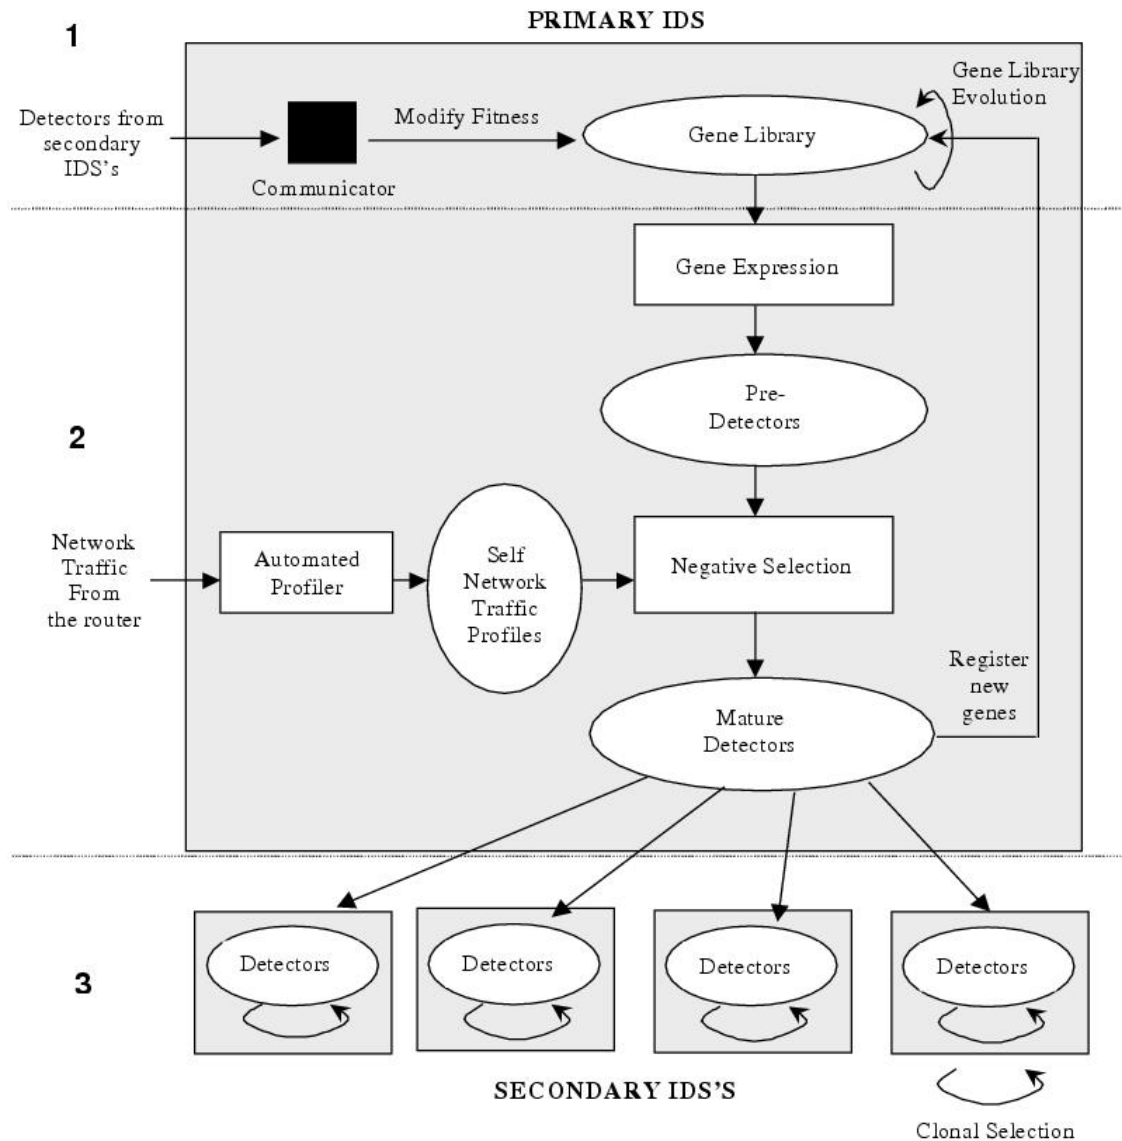 PRIMARY IDS
1
Gene Library
Evolution
Detectors from
secondary
IDS's
Modify Fitness
Gene Library
Communicator
Gene Expression
Pre-
Detectors
2
Network
Traffic
From
the router
Automated
Profiler
Self
Network
Traffic
Profiles
Negative Selection
Register
new
genes
Mature
Detectors
3
Detectors
Detectors
Detectors
Detectors
SECONDARY IDS'S
Clonal Selection